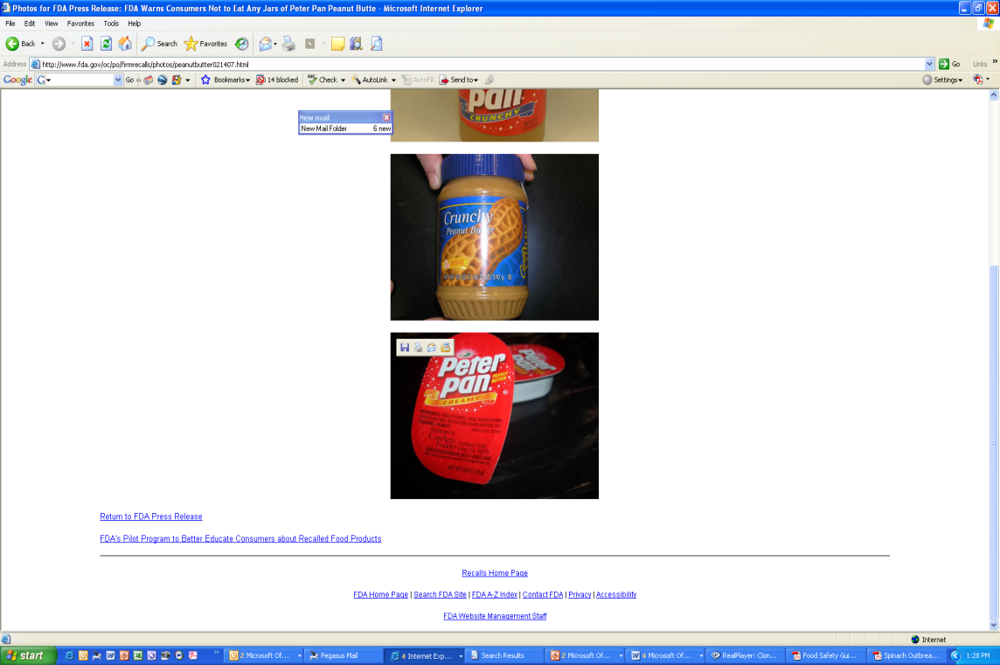 Photos for FDA Press Release: FDA Warns Consumers Not to Eat Any Jars of Peter Pan Peanut Butte - Microsoft Internet Explorer
File Edit View Favorites Tools Help
Back Search Favorites
Address http://www.fda.gov/oc/po/firmrecalls/photos/peanutbutter021407.html Go Links »
Google G Go Bookmarks 14 blocked Check AutoLink AutoFill Send to Settings
pan
CRUNCHY
New mail
New Mail Folder 6 new
Crunchy
Peanut Butter
Peter
pan
PEANUT
BUTTER
CREAMY
ConAgra
Foods
Return to FDA Press Release
FDA's Pilot Program to Better Educate Consumers about Recalled Food Products
Recalls Home Page
FDA Home Page | Search FDA Site | FDA A-Z Index | Contact FDA | Privacy | Accessibility
FDA Website Management Staff
Internet
start 2 Microsoft Of... Pegasus Mail 4 Internet Exp... Search Results 2 Microsoft Of... 4 Microsoft Of... RealPlayer: Clon... Food Safety Gui... Spinach Outbrea... 1:28 PM